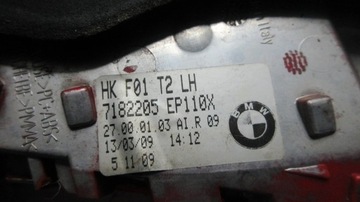 HK F01 T2 LH
7182205 EP110X
27.00.01.03 AI.R 09
13/03/09 14:12
5 11 09
BMW